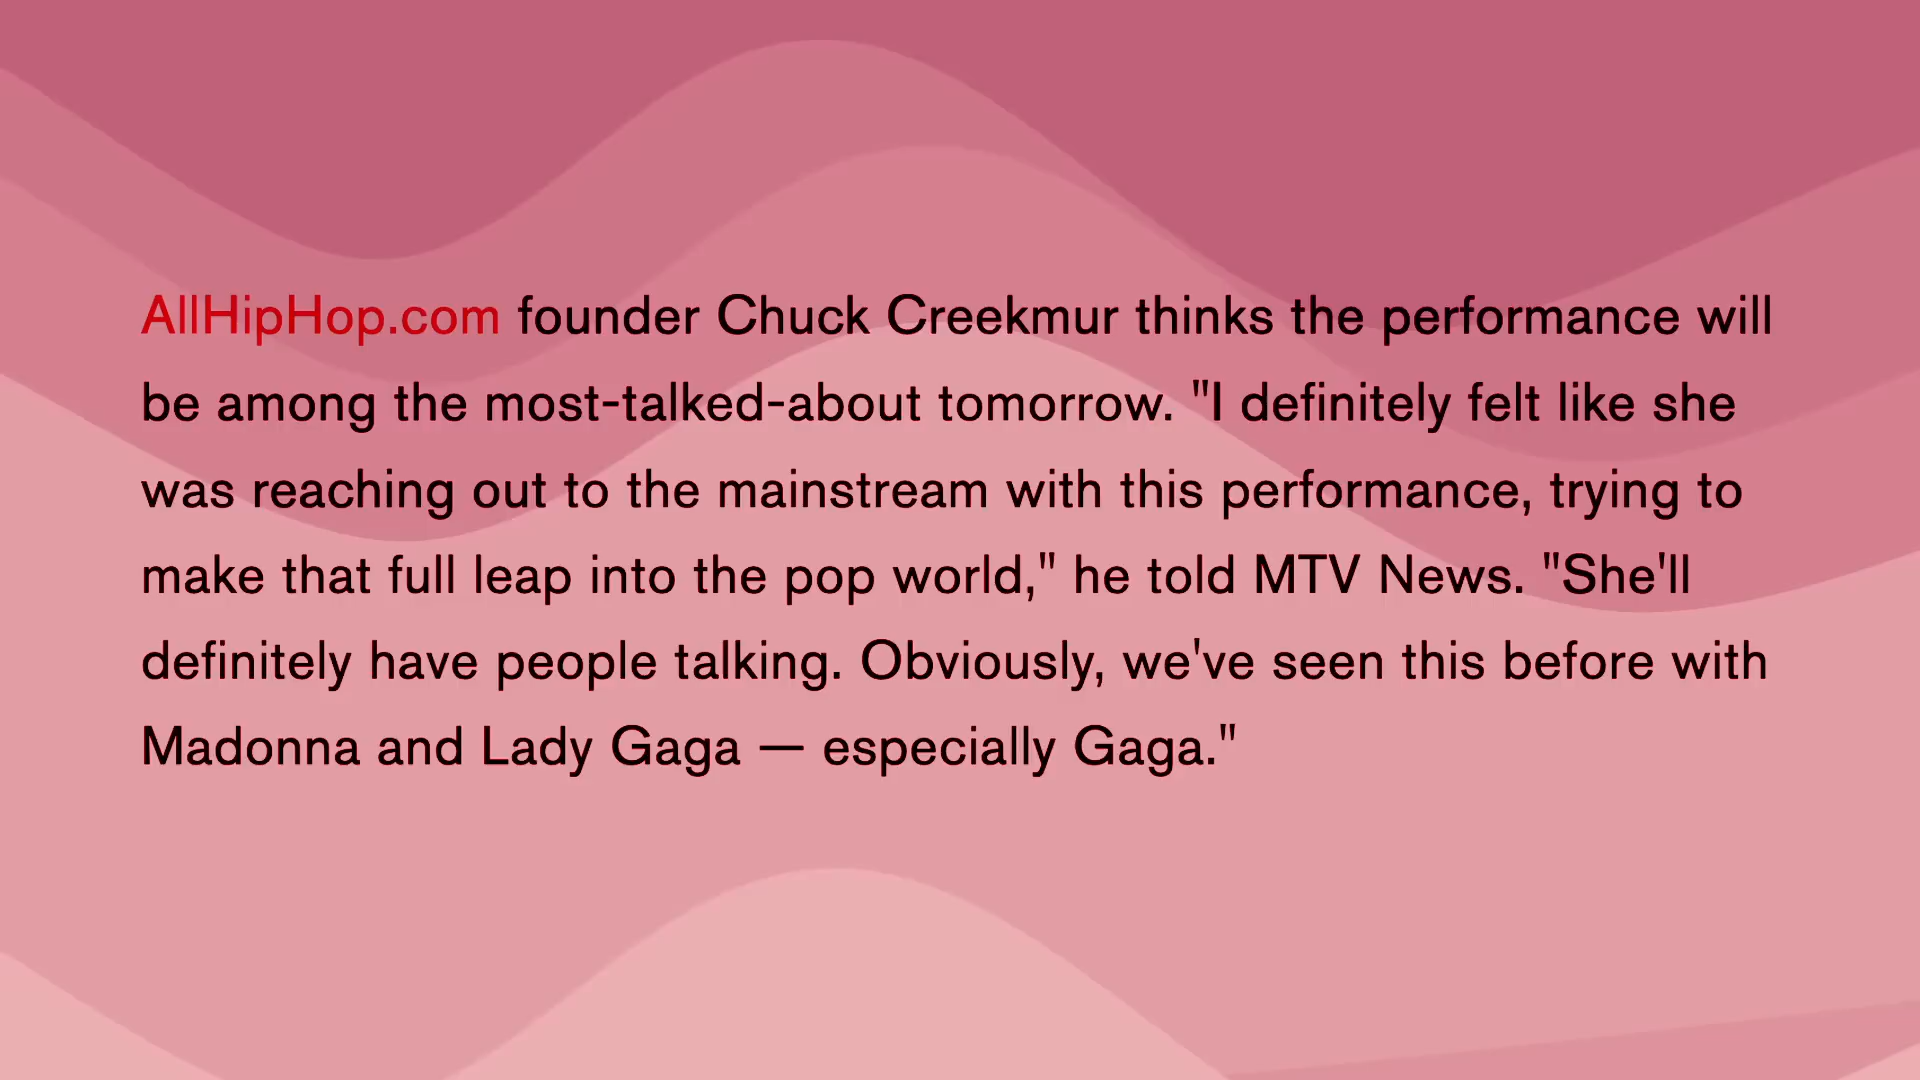 AllHipHop.com founder Chuck Creekmur thinks the performance will
be among the most-talked-about tomorrow. "I definitely felt like she
was reaching out to the mainstream with this performance, trying to
make that full leap into the pop world," he told MTV News. "She'll
definitely have people talking. Obviously, we've seen this before with
Madonna and Lady Gaga — especially Gaga."